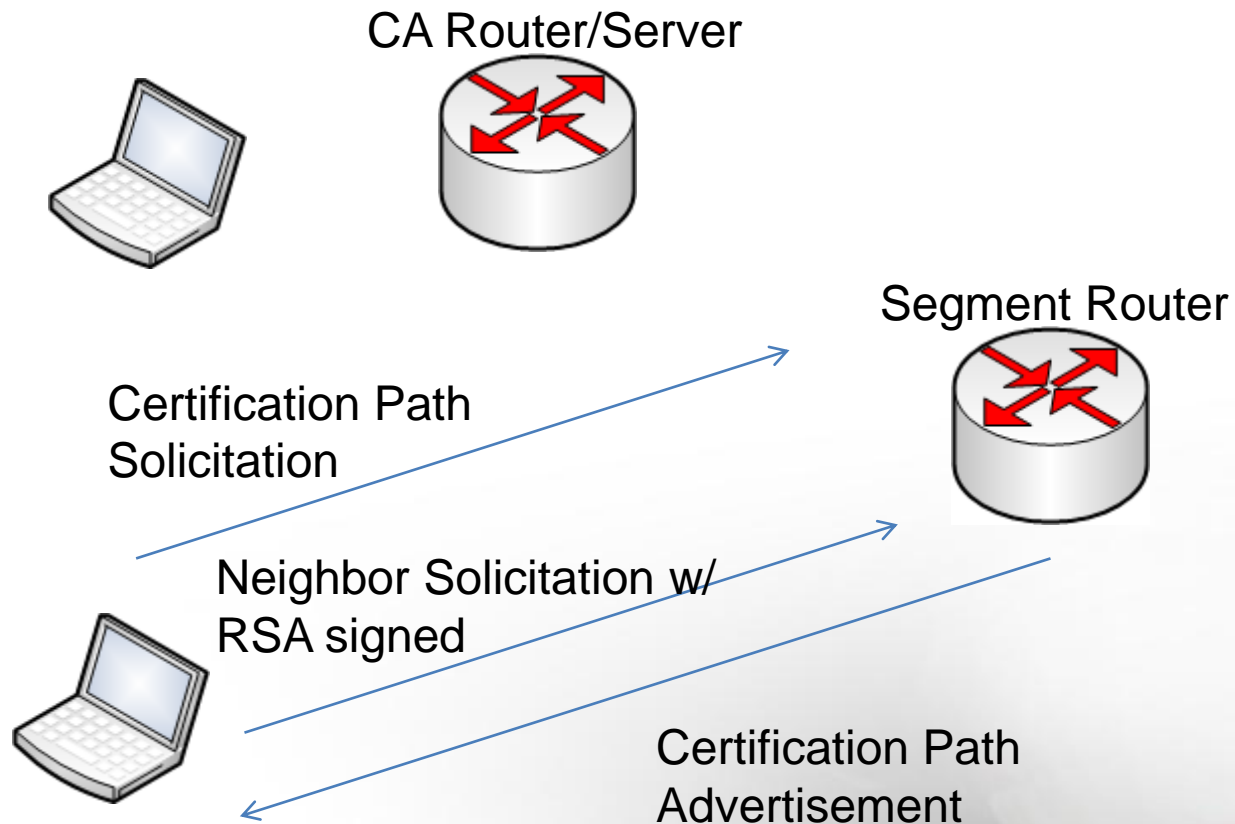 CA Router/Server
Segment Router
Certification Path
Solicitation
Neighbor Solicitation w/
RSA signed
Certification Path
Advertisement